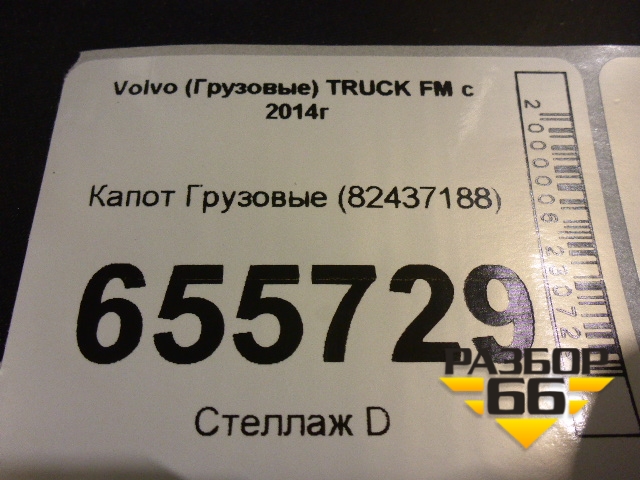 Volvo (Грузовые) TRUCK FM с
2014г
Капот Грузовые (82437188)
655729
Стеллаж D
РАЗБОР
66